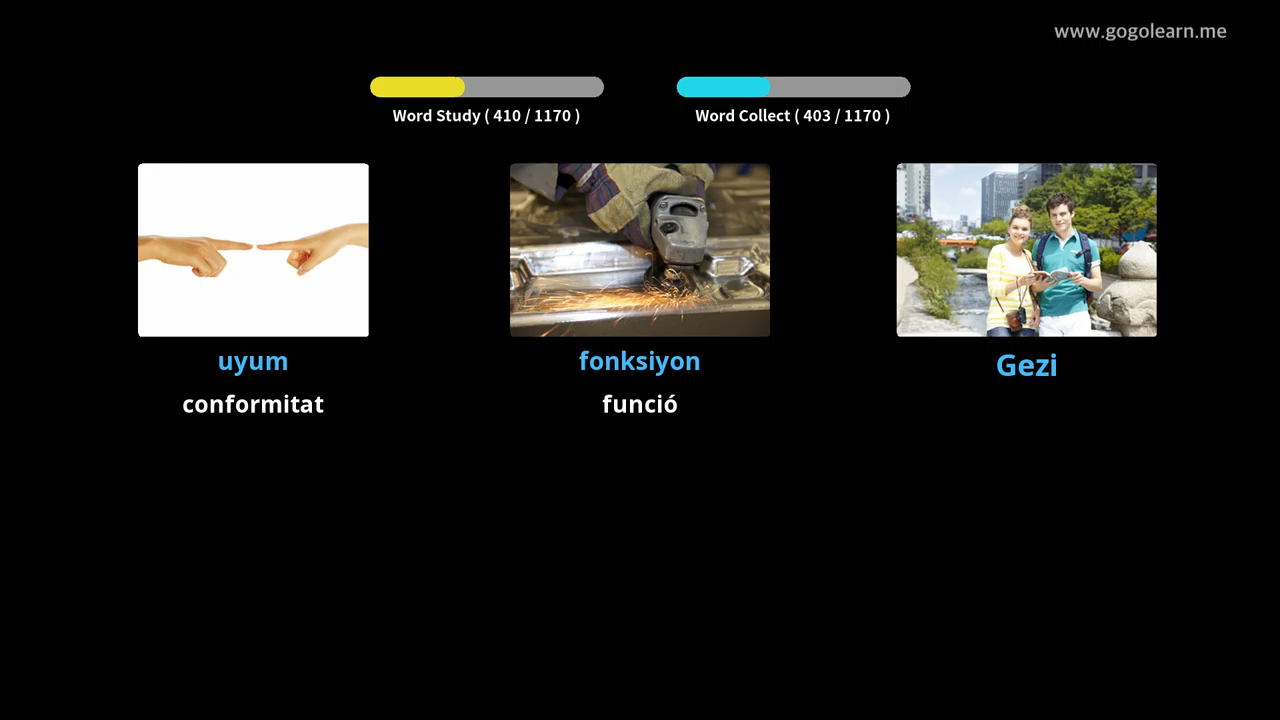 www.gogolearn.me
Word Study ( 410 / 1170 )
Word Collect ( 403 / 1170 )
uyum
conformitat
fonksiyon
funció
Gezi